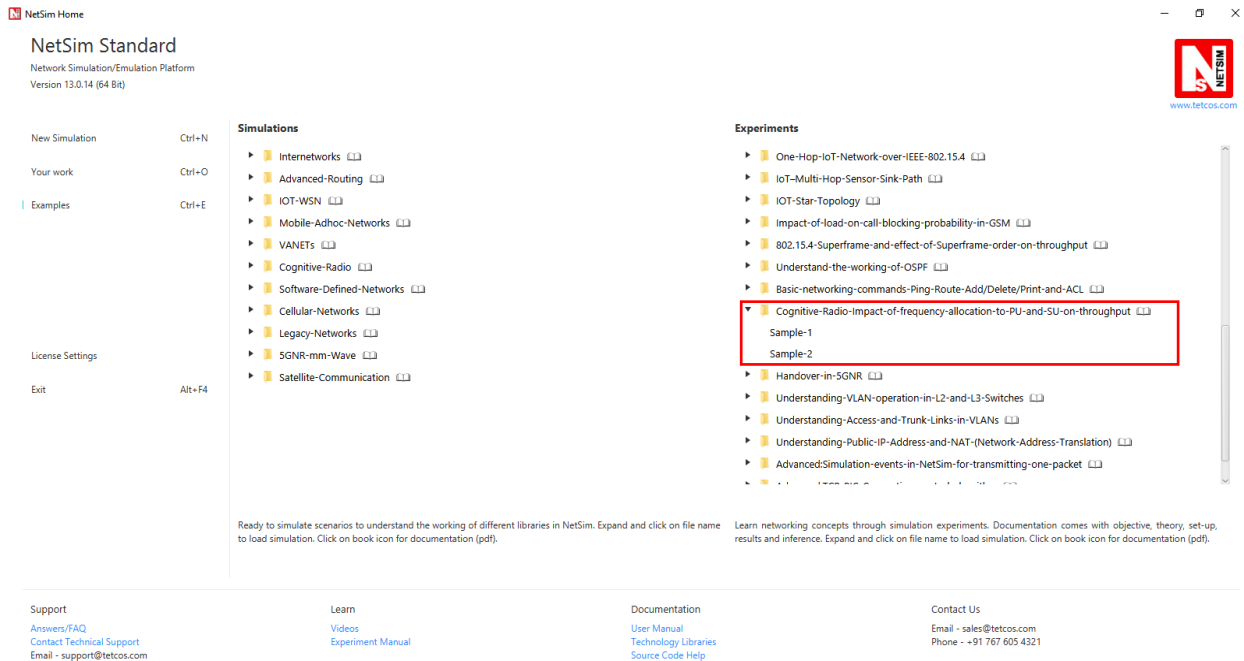 NetSim Home
NetSim Standard
Network Simulation/Emulation Platform
Version 13.0.14 (64 Bit)
NETSIM
www.tetcos.com
New Simulation Ctrl+N
Your work Ctrl+O
Examples Ctrl+E
License Settings
Exit Alt+F4
Simulations
Internetworks
Advanced-Routing
IOT-WSN
Mobile-Adhoc-Networks
VANETs
Cognitive-Radio
Software-Defined-Networks
Cellular-Networks
Legacy-Networks
5GNR-mm-Wave
Satellite-Communication
Ready to simulate scenarios to understand the working of different libraries in NetSim. Expand and click on file name
to load simulation. Click on book icon for documentation (pdf).
Experiments
One-Hop-IoT-Network-over-IEEE-802.15.4
IoT–Multi-Hop-Sensor-Sink-Path
IOT-Star-Topology
Impact-of-load-on-call-blocking-probability-in-GSM
802.15.4-Superframe-and-effect-of-Superframe-order-on-throughput
Understand-the-working-of-OSPF
Basic-networking-commands-Ping-Route-Add/Delete/Print-and-ACL
Cognitive-Radio-Impact-of-frequency-allocation-to-PU-and-SU-on-throughput
Sample-1
Sample-2
Handover-in-5GNR
Understanding-VLAN-operation-in-L2-and-L3-Switches
Understanding-Access-and-Trunk-Links-in-VLANs
Understanding-Public-IP-Address-and-NAT-(Network-Address-Translation)
Advanced:Simulation-events-in-NetSim-for-transmitting-one-packet
Learn networking concepts through simulation experiments. Documentation comes with objective, theory, set-up,
results and inference. Expand and click on file name to load simulation. Click on book icon for documentation (pdf).
Support
Answers/FAQ
Contact Technical Support
Email - support@tetcos.com
Learn
Videos
Experiment Manual
Documentation
User Manual
Technology Libraries
Source Code Help
Contact Us
Email - sales@tetcos.com
Phone - +91 767 605 4321